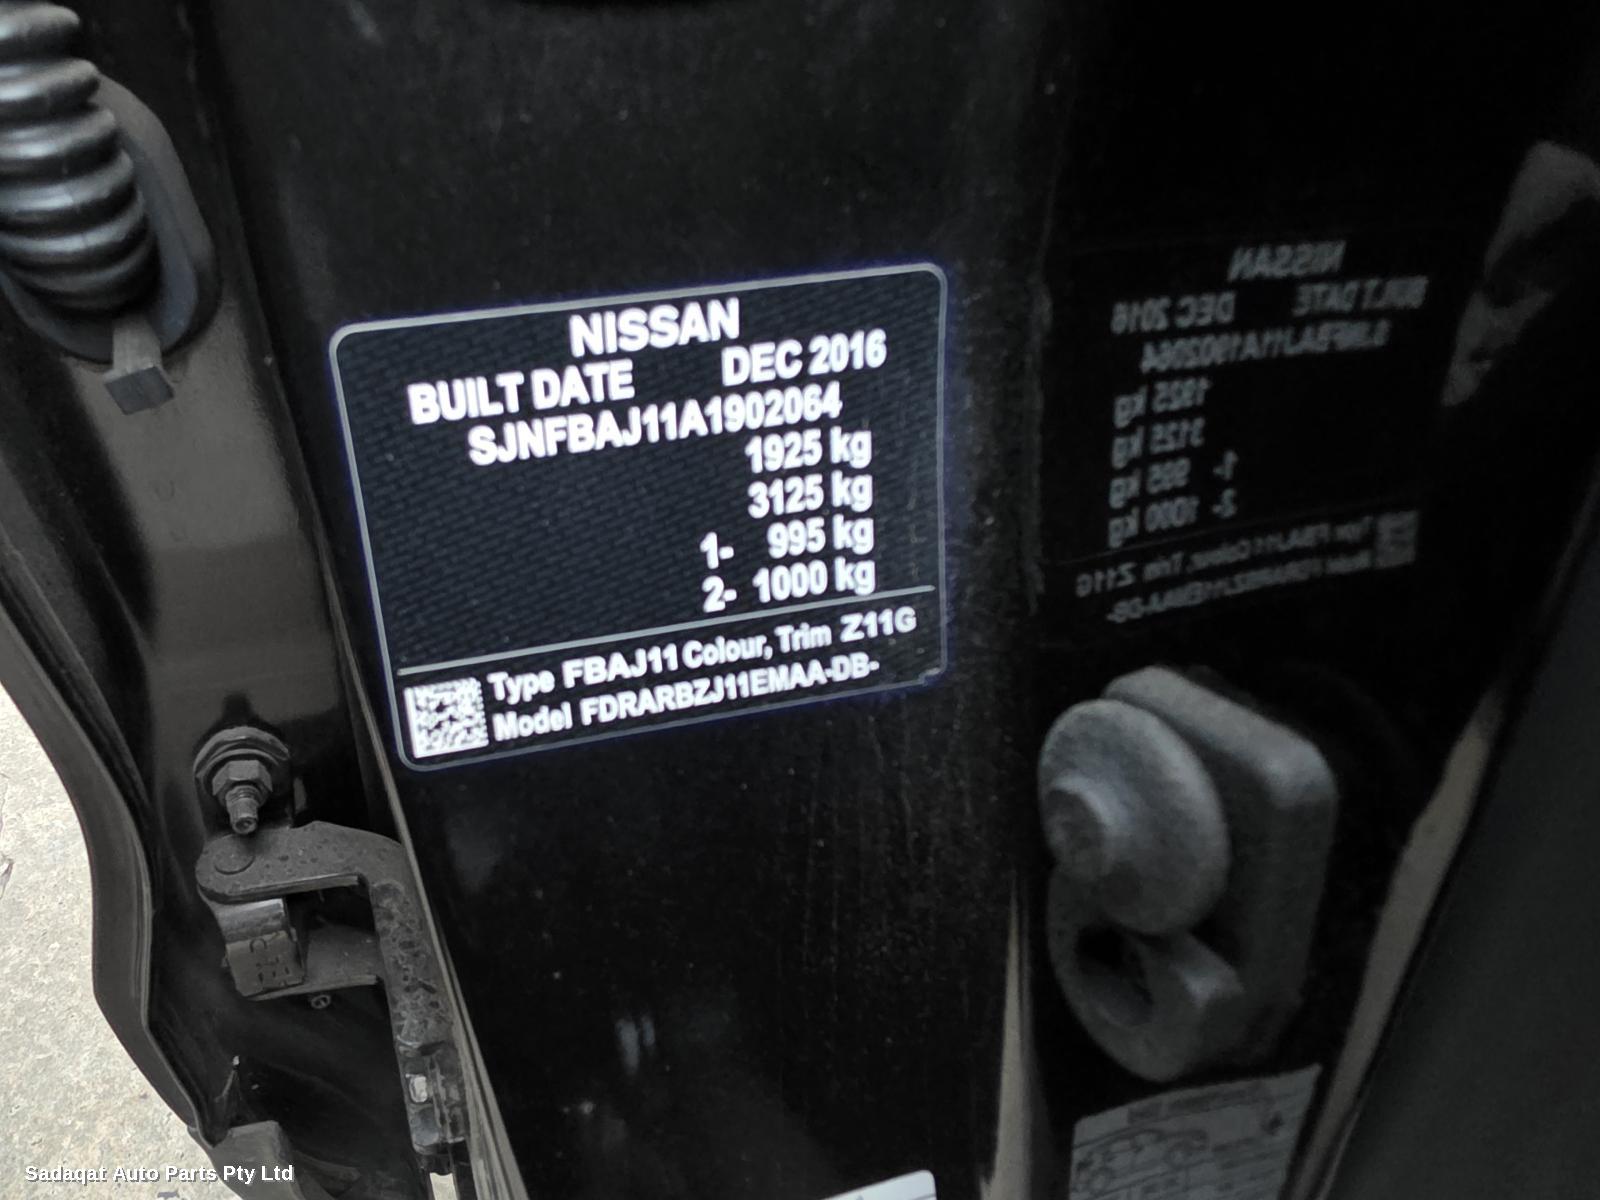 NISSAN
BUILT DATE DEC 2016
SJNFBAJ11A1902064
1925 kg
3125 kg
1- 995 kg
2- 1000 kg
Type FBAJ11 Colour, Trim Z11G
Model FDRARBZJ11EMAA-DB-
Sadaqat Auto Parts Pty Ltd